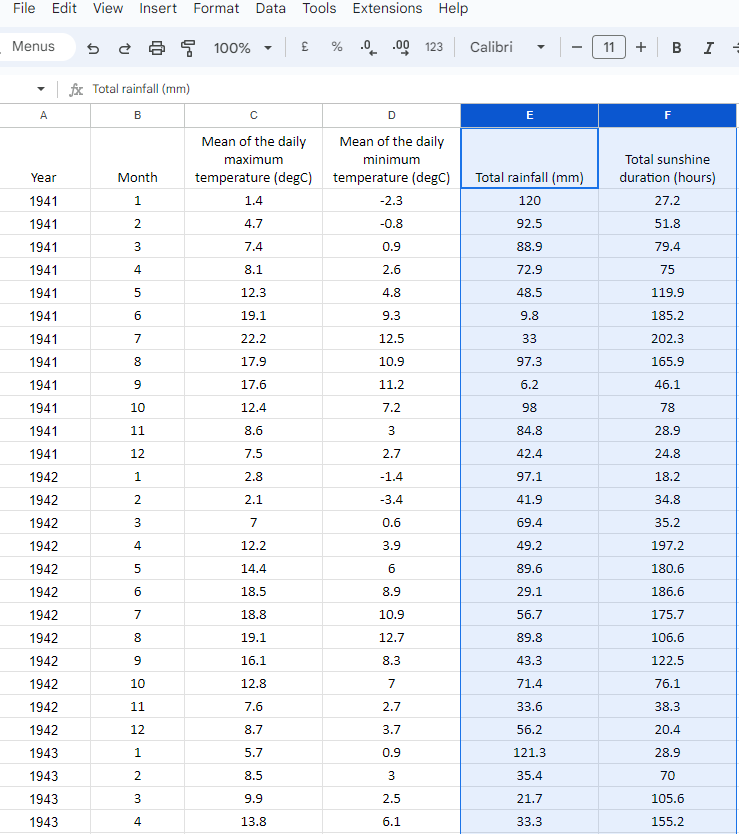 File Edit View Insert Format Data Tools Extensions Help
Menus 100% £ % .0 .00 123 Calibri 11 B I
fx Total rainfall (mm)
A B C D E F
Year Month Mean of the daily maximum temperature (degC) Mean of the daily minimum temperature (degC) Total rainfall (mm) Total sunshine duration (hours)
1941 1 1.4 -2.3 120 27.2
1941 2 4.7 -0.8 92.5 51.8
1941 3 7.4 0.9 88.9 79.4
1941 4 8.1 2.6 72.9 75
1941 5 12.3 4.8 48.5 119.9
1941 6 19.1 9.3 9.8 185.2
1941 7 22.2 12.5 33 202.3
1941 8 17.9 10.9 97.3 165.9
1941 9 17.6 11.2 6.2 46.1
1941 10 12.4 7.2 98 78
1941 11 8.6 3 84.8 28.9
1941 12 7.5 2.7 42.4 24.8
1942 1 2.8 -1.4 97.1 18.2
1942 2 2.1 -3.4 41.9 34.8
1942 3 7 0.6 69.4 35.2
1942 4 12.2 3.9 49.2 197.2
1942 5 14.4 6 89.6 180.6
1942 6 18.5 8.9 29.1 186.6
1942 7 18.8 10.9 56.7 175.7
1942 8 19.1 12.7 89.8 106.6
1942 9 16.1 8.3 43.3 122.5
1942 10 12.8 7 71.4 76.1
1942 11 7.6 2.7 33.6 38.3
1942 12 8.7 3.7 56.2 20.4
1943 1 5.7 0.9 121.3 28.9
1943 2 8.5 3 35.4 70
1943 3 9.9 2.5 21.7 105.6
1943 4 13.8 6.1 33.3 155.2